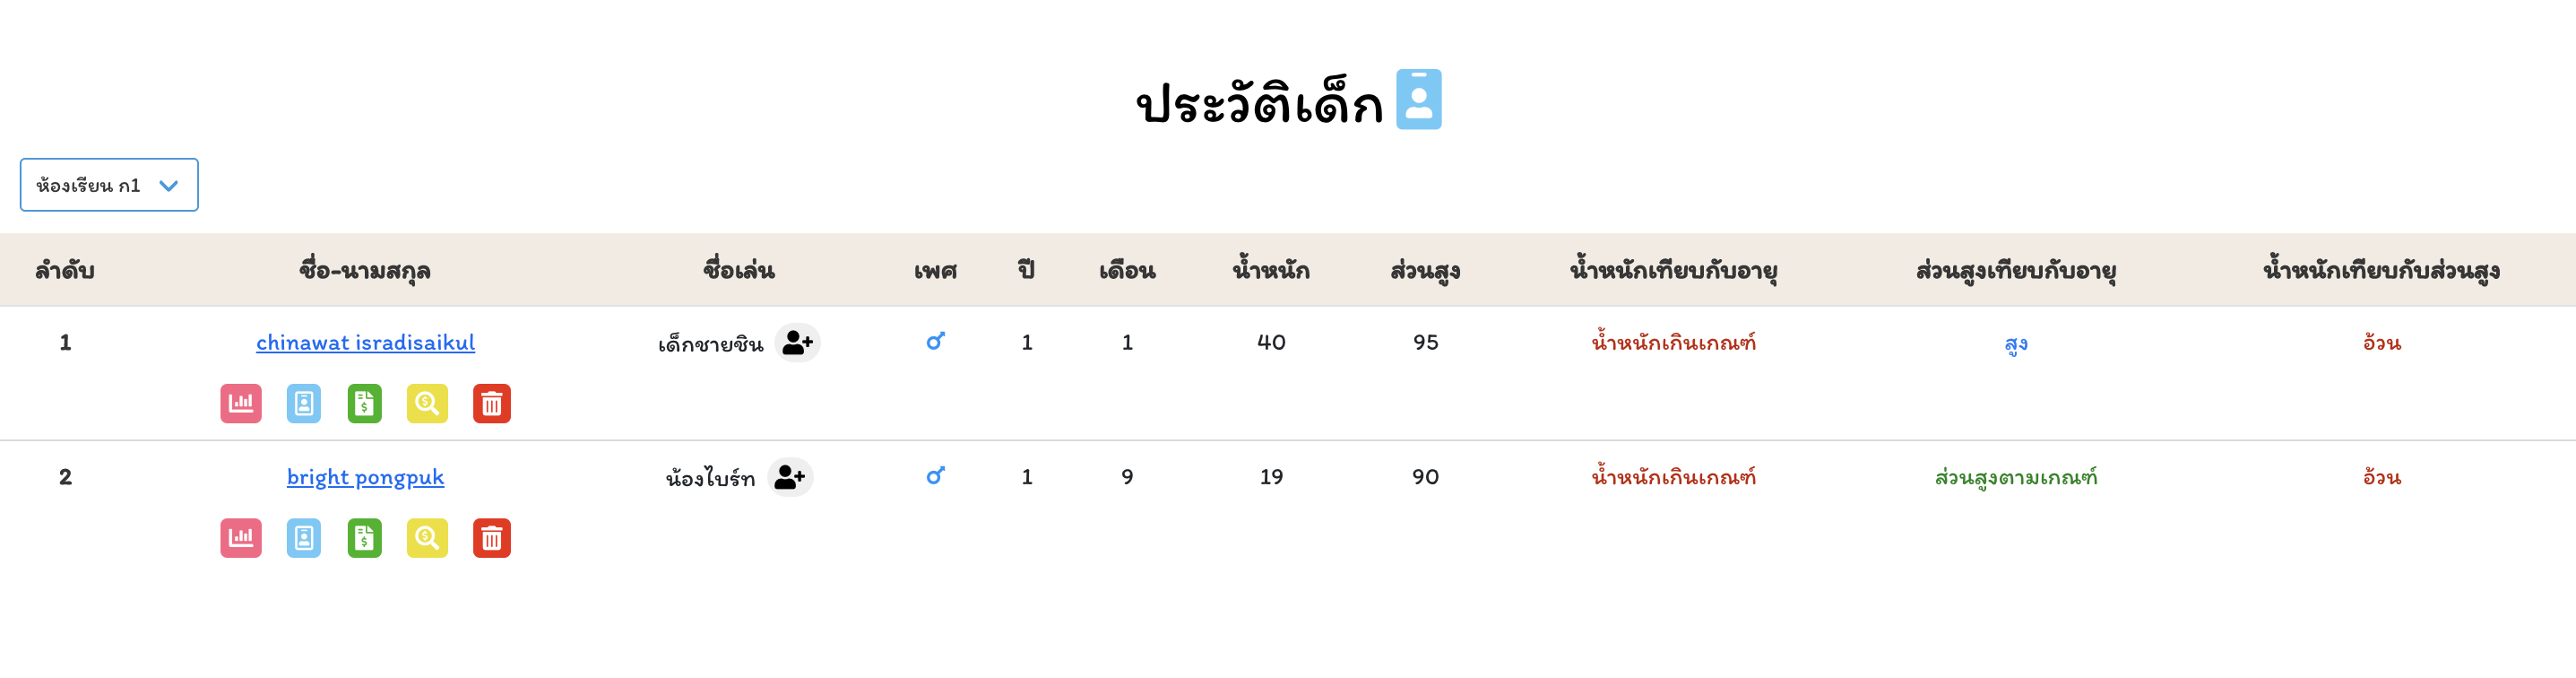 ประวัติเด็ก
ห้องเรียน ก1
ลำดับ ชื่อ-นามสกุล ชื่อเล่น เพศ ปี เดือน น้ำหนัก ส่วนสูง น้ำหนักเทียบกับอายุ ส่วนสูงเทียบกับอายุ น้ำหนักเทียบกับส่วนสูง
1 chinawat isradisaikul เด็กชายชิน 1 1 40 95 น้ำหนักเกินเกณฑ์ สูง อ้วน
2 bright pongpuk น้องไบร์ท 1 9 19 90 น้ำหนักเกินเกณฑ์ ส่วนสูงตามเกณฑ์ อ้วน